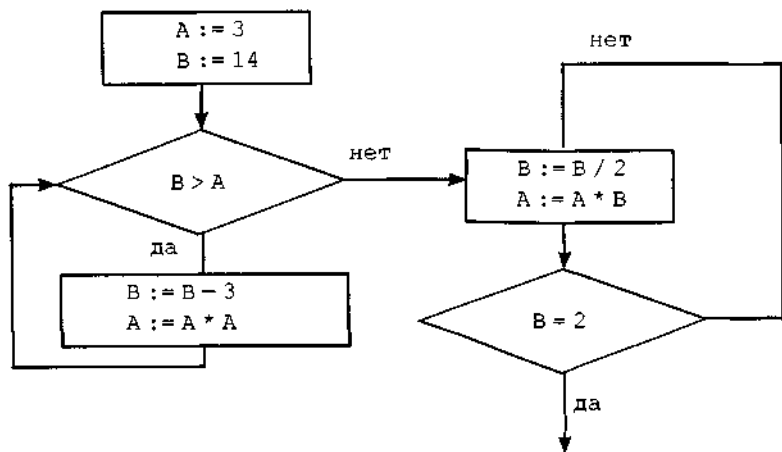 A := 3
B := 14
B > A
нет
да
B := B - 3
A := A * A
нет
B := B / 2
A := A * B
B = 2
да